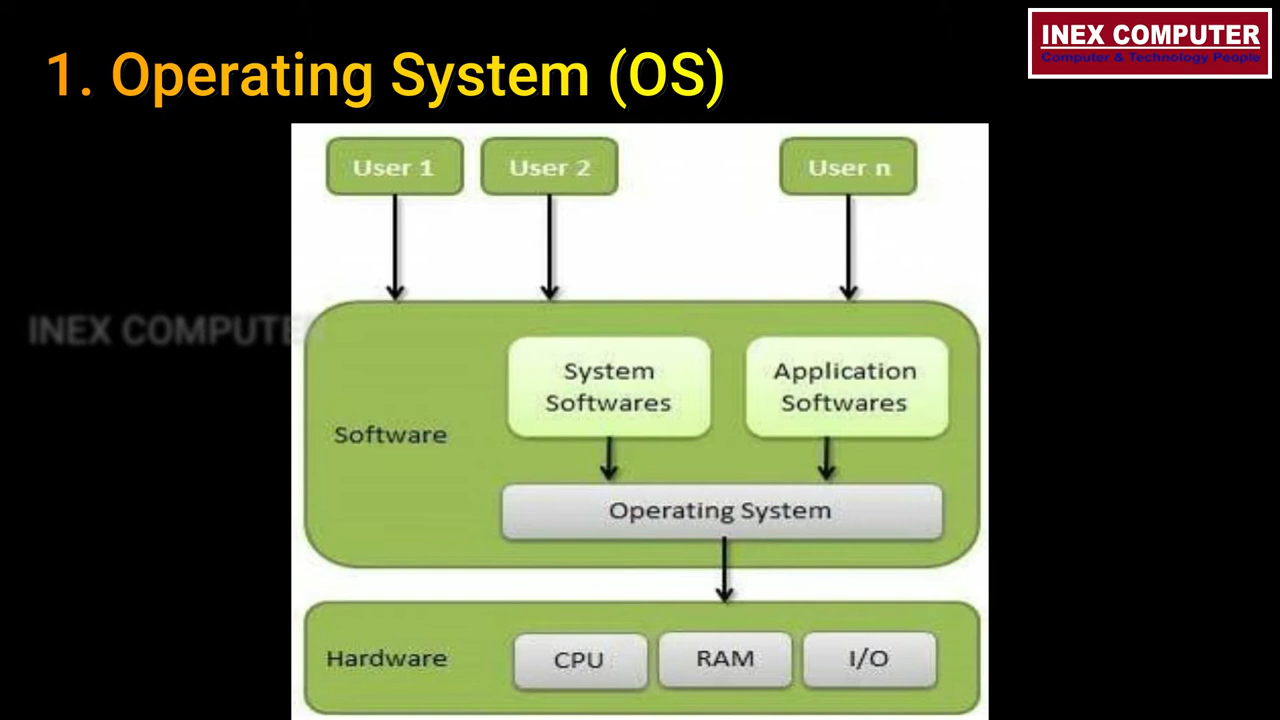 1. Operating System (OS)
INEX COMPUTER
Computer & Technology People
User 1
User 2
User n
INEX COMPUTER
System
Softwares
Application
Softwares
Software
Operating System
Hardware
CPU
RAM
I/O